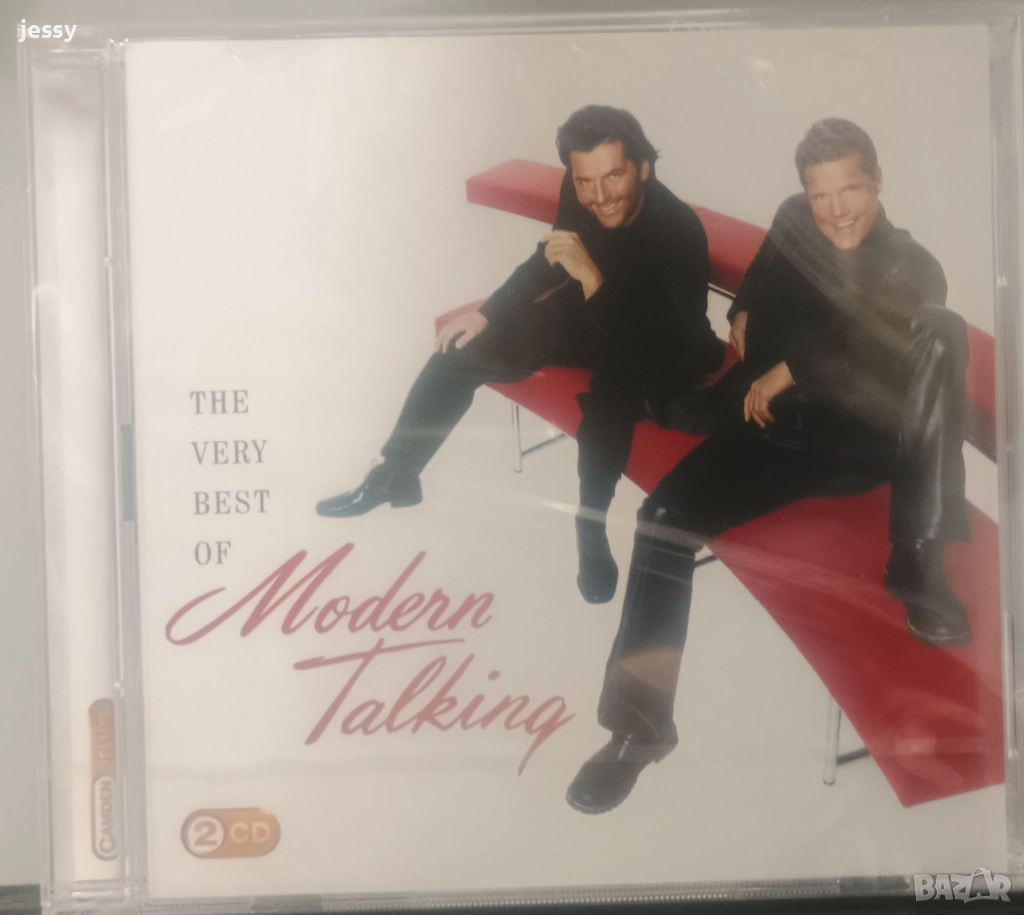 jessy
THE
VERY
BEST
OF
Modern
Talking
CAMDEN DELUXE
2 CD
BAZAR